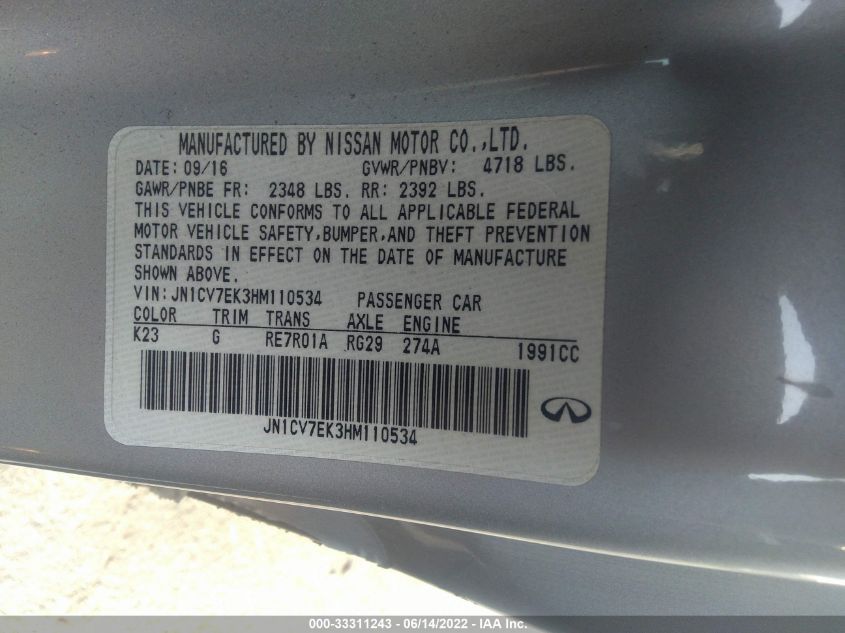 MANUFACTURED BY NISSAN MOTOR CO.,LTD.
DATE: 09/16 GVWR/PNBV: 4718 LBS.
GAWR/PNBE FR: 2348 LBS. RR: 2392 LBS.
THIS VEHICLE CONFORMS TO ALL APPLICABLE FEDERAL
MOTOR VEHICLE SAFETY,BUMPER,AND THEFT PREVENTION
STANDARDS IN EFFECT ON THE DATE OF MANUFACTURE
SHOWN ABOVE.
VIN:JN1CV7EK3HM110534 PASSENGER CAR
COLOR TRIM TRANS AXLE ENGINE
K23 G RE7R01A RG29 274A 1991CC
JN1CV7EK3HM110534
000-33311243 - 06/14/2022 - IAA Inc.